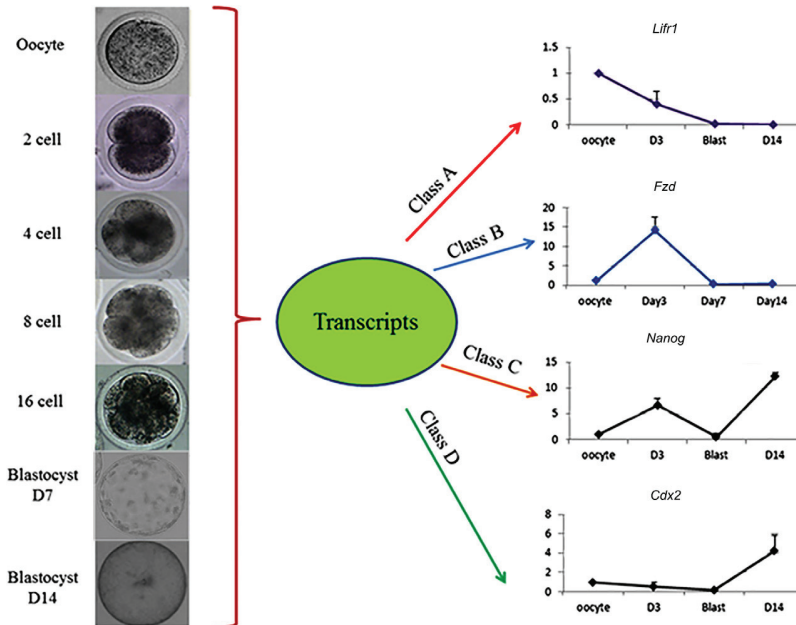 Oocyte
2 cell
4 cell
8 cell
16 cell
Blastocyst
D7
Blastocyst
D14
Transcripts
Class A
Class B
Class C
Class D
Lifr1
1.5
1
0.5
0
oocyte D3 Blast D14
Fzd
20
15
10
5
0
oocyte Day3 Day7 Day14
Nanog
15
10
5
0
oocyte D3 Blast D14
Cdx2
8
6
4
2
0
oocyte D3 Blast D14